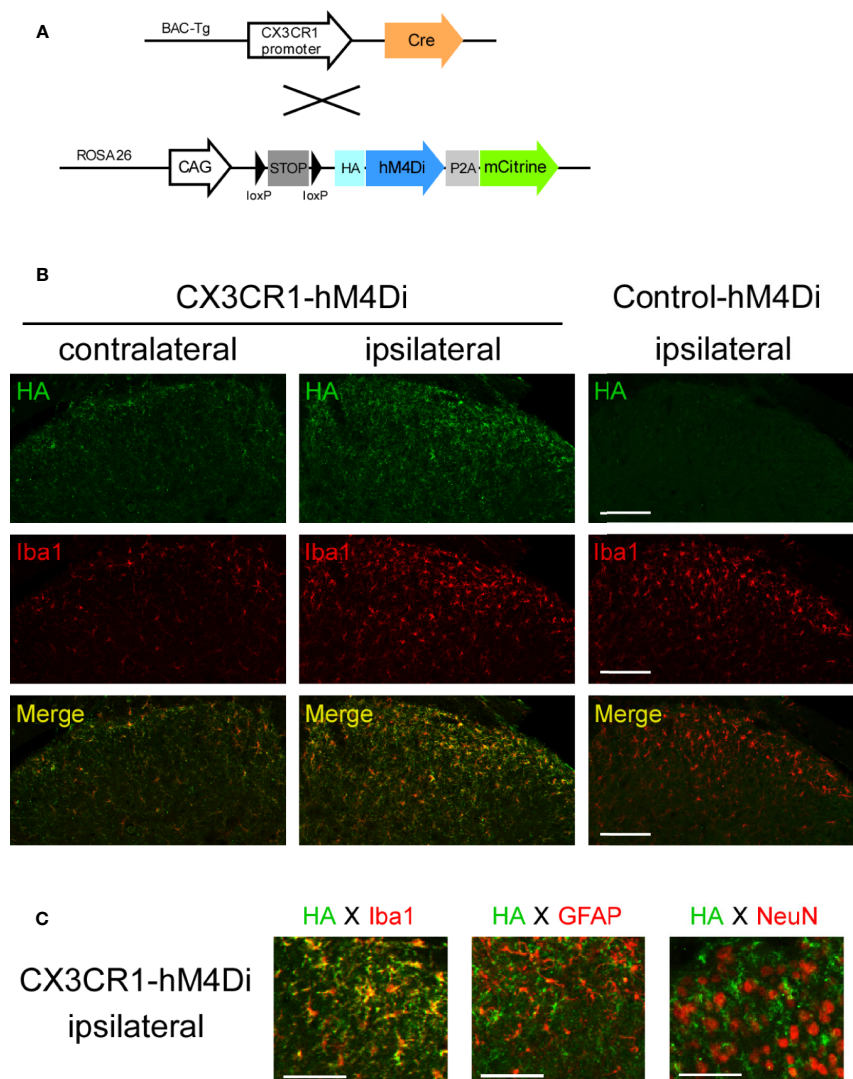 A
BAC-Tg
CX3CR1
promoter
Cre
ROSA26
CAG
STOP
HA
hM4Di
P2A
mCitrine
loxP
loxP
B
CX3CR1-hM4Di
Control-hM4Di
contralateral
ipsilateral
ipsilateral
HA
HA
HA
Iba1
Iba1
Iba1
Merge
Merge
Merge
C
HA X Iba1
HA X GFAP
HA X NeuN
CX3CR1-hM4Di
ipsilateral